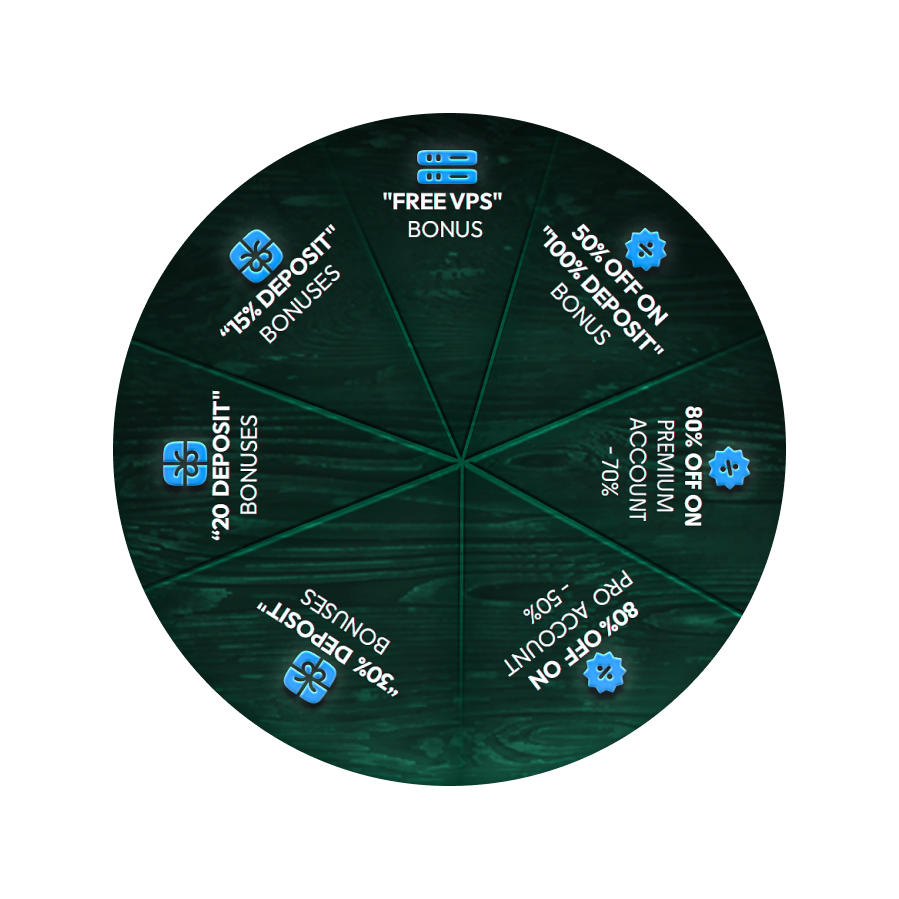 "FREE VPS"
BONUS
50% OFF ON
"100% DEPOSIT"
BONUS
80% OFF ON
PREMIUM
ACCOUNT
- 70%
80% OFF ON
PRO ACCOUNT
- 50%
“30% DEPOSIT"
BONUSES
“20 DEPOSIT"
BONUSES
“15% DEPOSIT"
BONUSES